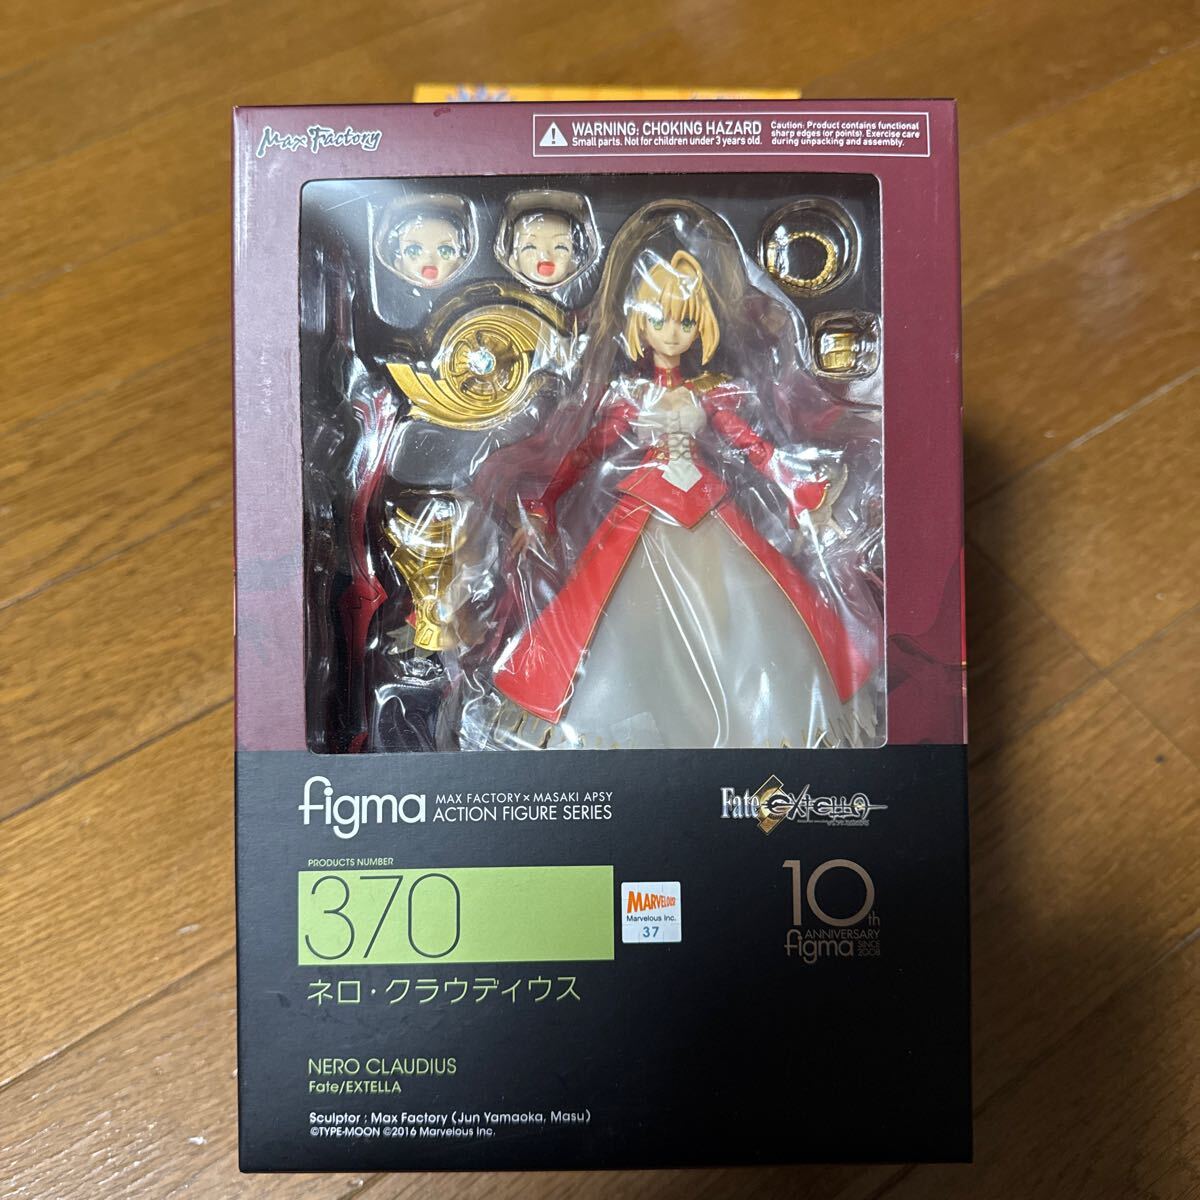 Max Factory
WARNING: CHOKING HAZARD
Small parts. Not for children under 3 years old.
Caution: Product contains functional
sharp edges (or points). Exercise care
during unpacking and assembly.
figma
MAX FACTORY×MASAKI APSY
ACTION FIGURE SERIES
Fate EXTELLA
PRODUCTS NUMBER
370
MARVELOUS
Marvelous Inc.
37
10th
ANNIVERSARY
figma SINCE 2008
ネロ・クラウディウス
NERO CLAUDIUS
Fate/EXTELLA
Sculptor : Max Factory (Jun Yamaoka, Masu)
©TYPE-MOON ©2016 Marvelous Inc.